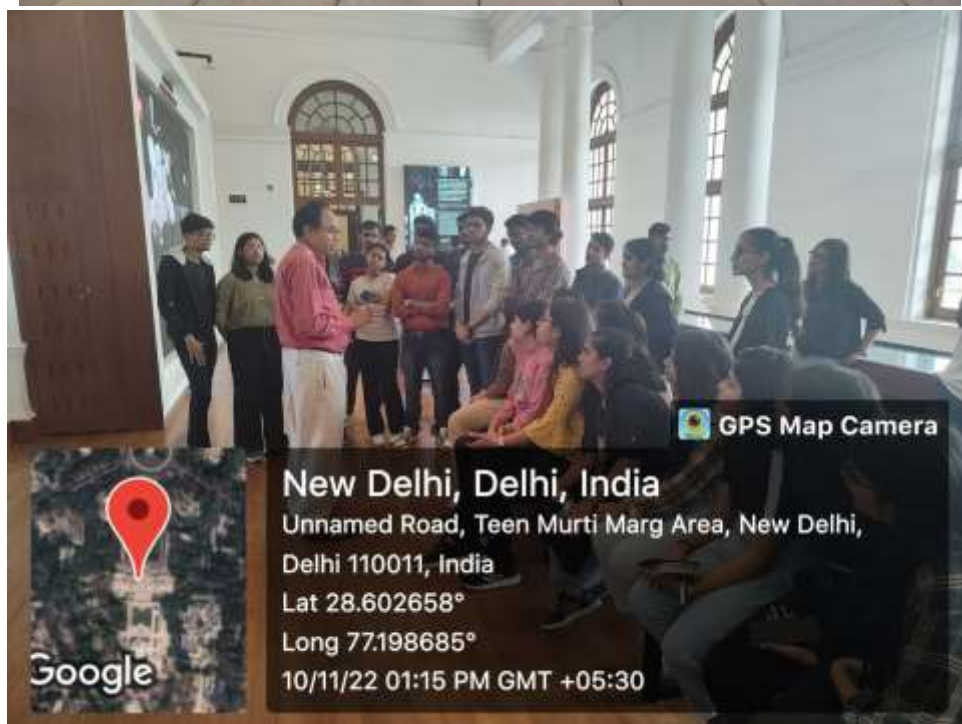 GPS Map Camera
New Delhi, Delhi, India
Unnamed Road, Teen Murti Marg Area, New Delhi,
Delhi 110011, India
Lat 28.602658°
Long 77.198685°
10/11/22 01:15 PM GMT +05:30
Google